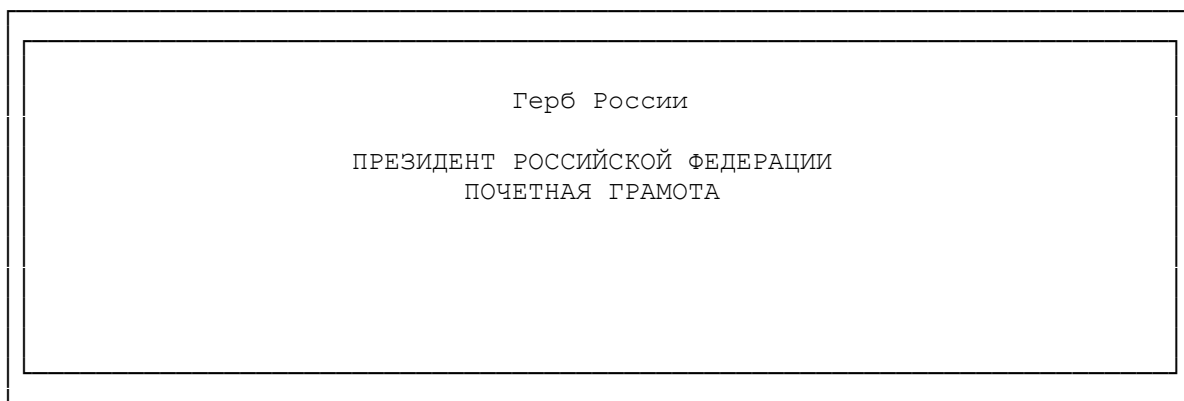 Герб России
ПРЕЗИДЕНТ РОССИЙСКОЙ ФЕДЕРАЦИИ
ПОЧЕТНАЯ ГРАМОТА